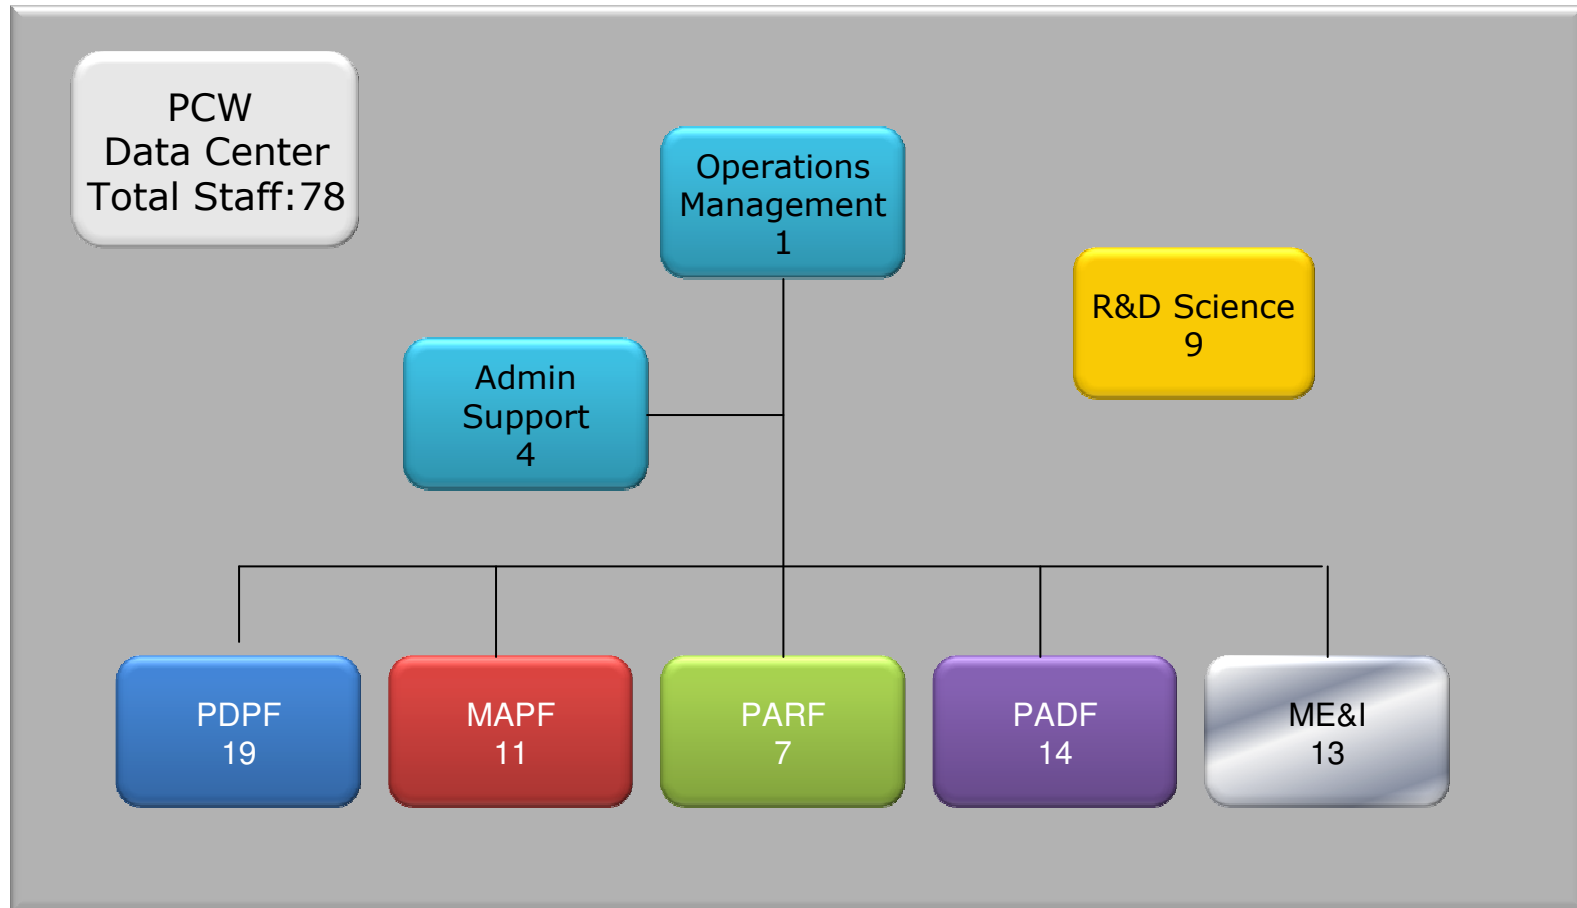 PCW
Data Center
Total Staff:78
Operations
Management
1
R&D Science
9
Admin
Support
4
PDPF
19
MAPF
11
PARF
7
PADF
14
ME&I
13